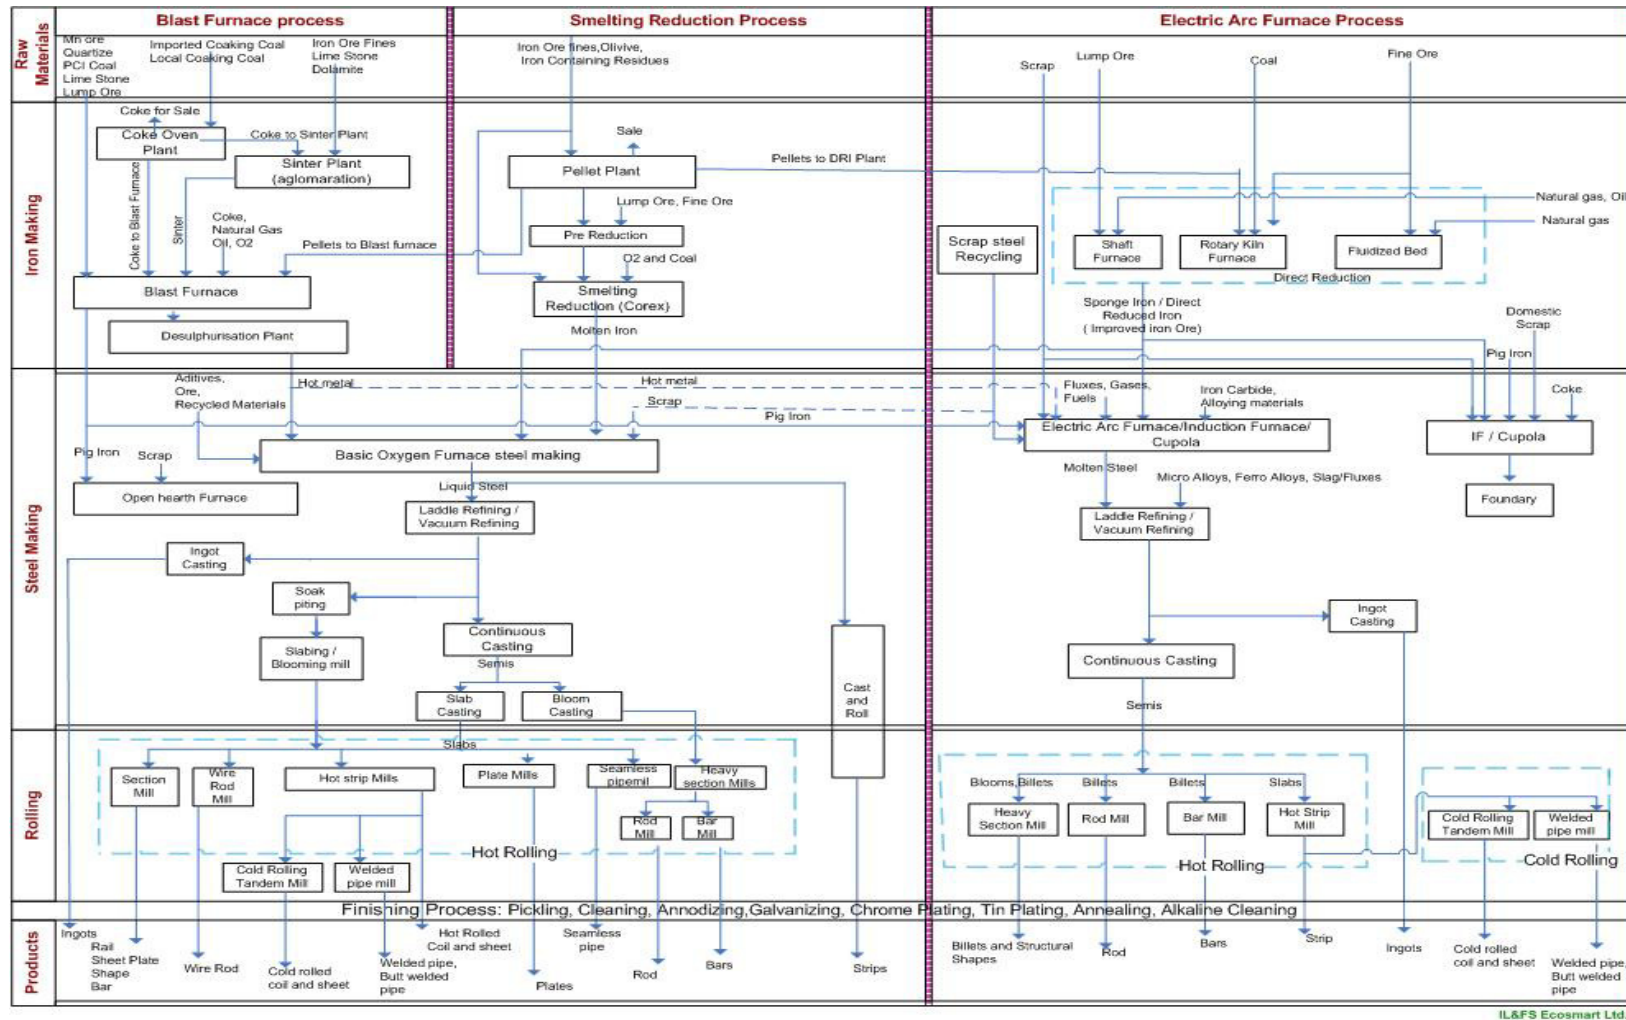 Blast Furnace process
Smelting Reduction Process
Electric Arc Furnace Process
Raw
Materials
Mn ore
Quartize
PCI Coal
Lime Stone
Lump Ore
Imported Coaking Coal
Local Coaking Coal
Iron Ore Fines
Lime Stone
Dolamite
Iron Ore fines,Olivive,
Iron Containing Residues
Scrap
Lump Ore
Coal
Fine Ore
Iron Making
Coke for Sale
Coke Oven
Plant
Coke to Sinter Plant
Sinter Plant
(aglomaration)
Coke to Blast Furnace
Sinter
Coke,
Natural Gas
Oil, O2
Pellets to Blast furnace
Blast Furnace
Desulphurisation Plant
Sale
Pellet Plant
Pellets to DRI Plant
Lump Ore, Fine Ore
Pre Reduction
O2 and Coal
Smelting
Reduction (Corex)
Molten Iron
Scrap steel
Recycling
Natural gas, Oil
Natural gas
Shaft
Furnace
Rotary Kiln
Furnace
Fluidized Bed
Direct Reduction
Sponge Iron / Direct
Reduced Iron
( Improved iron Ore)
Domestic
Scrap
Pig Iron
Steel Making
Aditives,
Ore,
Recycled Materials
Hot metal
Hot metal
Scrap
Pig Iron
Fluxes, Gases,
Fuels
Iron Carbide,
Alloying materials
Coke
Electric Arc Furnace/Induction Furnace/
Cupola
IF / Cupola
Pig Iron
Scrap
Basic Oxygen Furnace steel making
Open hearth Furnace
Liquid Steel
Laddle Refining /
Vacuum Refining
Molten Steel
Micro Alloys, Ferro Alloys, Slag/Fluxes
Laddle Refining /
Vacuum Refining
Foundary
Ingot
Casting
Soak
piting
Slabing /
Blooming mill
Continuous
Casting
Semis
Slab
Casting
Bloom
Casting
Cast
and
Roll
Ingot
Casting
Continuous Casting
Semis
Rolling
Slabs
Section
Mill
Wire
Rod
Mill
Hot strip Mills
Plate Mills
Seamless
pipemil
Heavy
section Mills
Rod
Mill
Bar
Mill
Hot Rolling
Cold Rolling
Tandem Mill
Welded
pipe mill
Blooms,Billets
Billets
Billets
Slabs
Heavy
Section Mill
Rod Mill
Bar Mill
Hot Strip
Mill
Hot Rolling
Cold Rolling
Tandem Mill
Welded
pipe mill
Cold Rolling
Finishing Process: Pickling, Cleaning, Annodizing,Galvanizing, Chrome Plating, Tin Plating, Annealing, Alkaline Cleaning
Products
Ingots
Rail
Sheet Plate
Shape
Bar
Wire Rod
Cold rolled
coil and sheet
Welded pipe,
Butt welded
pipe
Hot Rolled
Coil and sheet
Plates
Seamless
pipe
Rod
Bars
Strips
Billets and Structural
Shapes
Rod
Bars
Strip
Ingots
Cold rolled
coil and sheet
Welded pipe,
Butt welded
pipe
IL&FS Ecosmart Ltd.